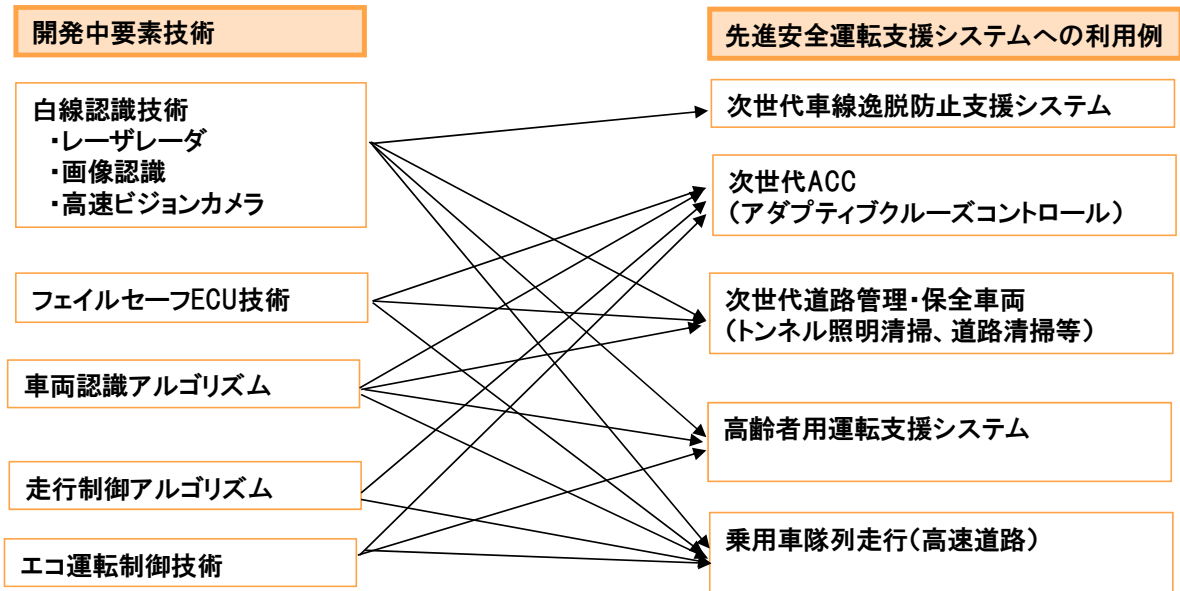 開発中要素技術
白線認識技術
・レーザレーダ
・画像認識
・高速ビジョンカメラ
フェイルセーフECU技術
車両認識アルゴリズム
走行制御アルゴリズム
エコ運転制御技術
先進安全運転支援システムへの利用例
次世代車線逸脱防止支援システム
次世代ACC
（アダプティブクルーズコントロール）
次世代道路管理・保全車両
（トンネル照明清掃、道路清掃等）
高齢者用運転支援システム
乗用車隊列走行（高速道路）